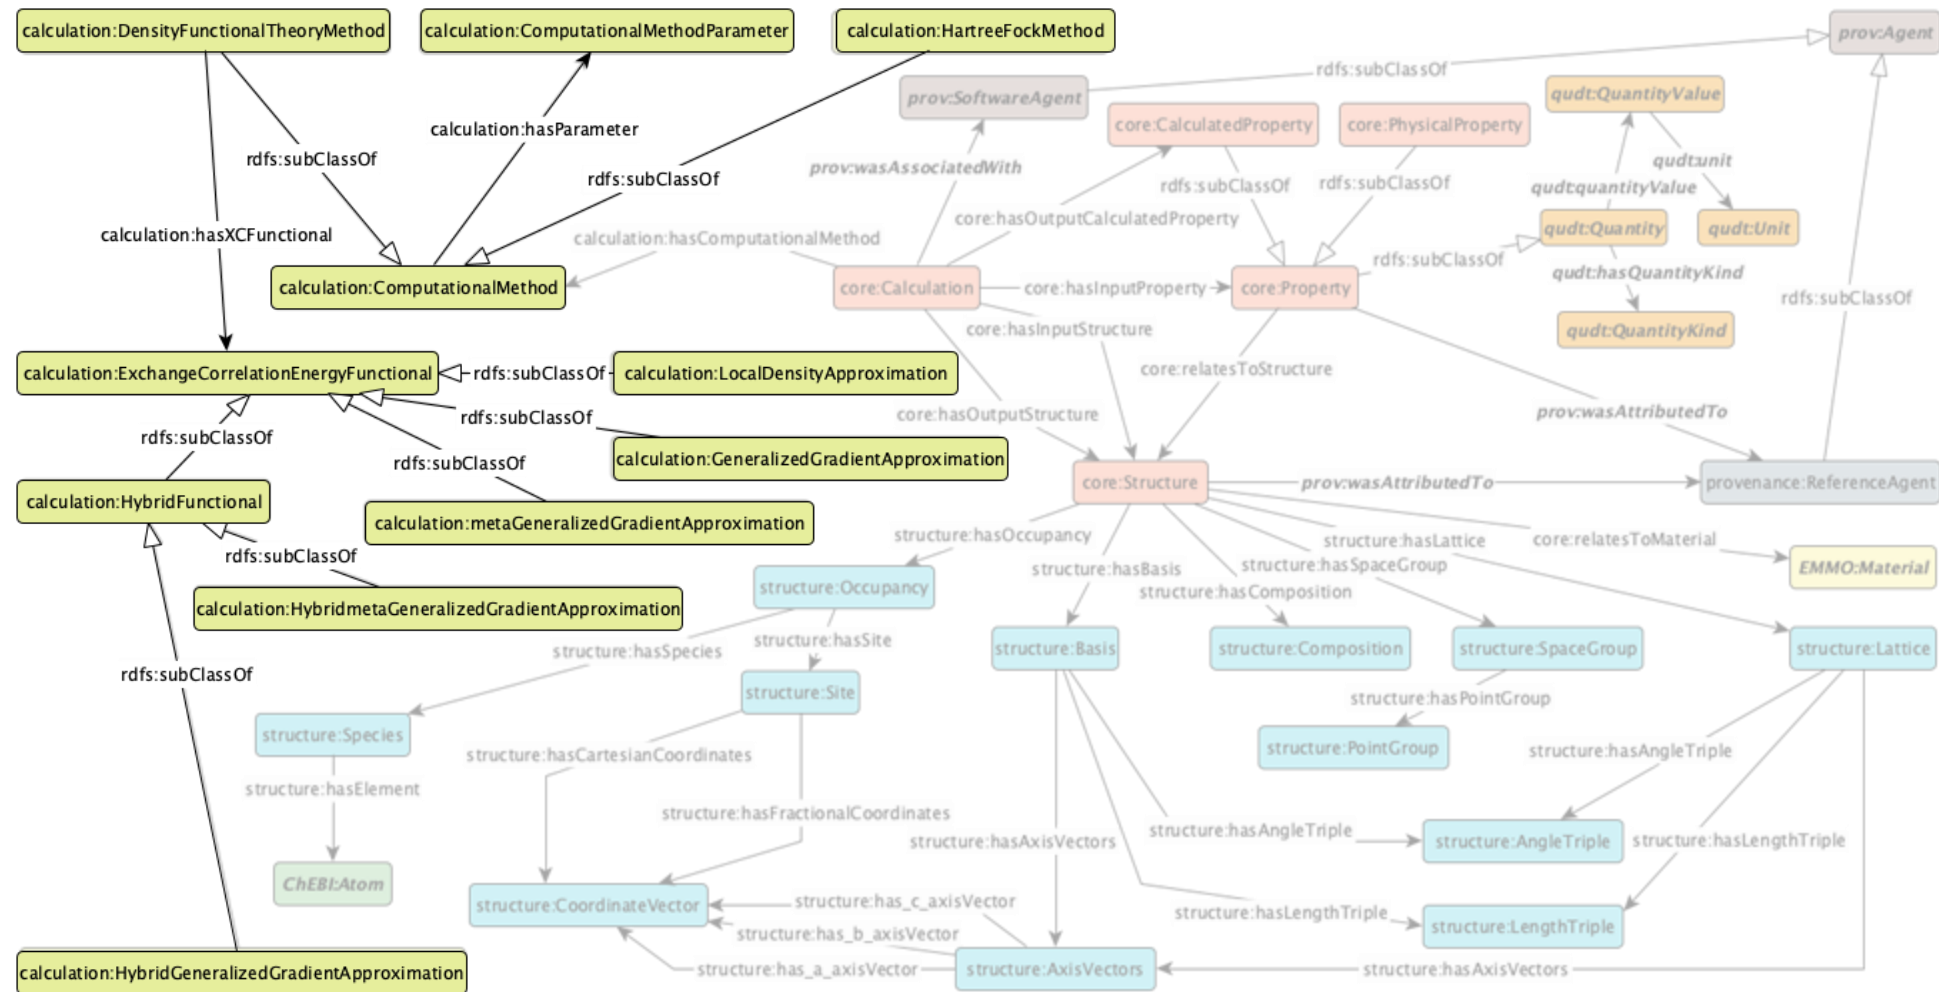 calculation:DensityFunctionalTheoryMethod
calculation:ComputationalMethodParameter
calculation:HartreeFockMethod
prov:Agent
rdfs:subClassOf
prov:SoftwareAgent
qudt:QuantityValue
calculation:hasParameter
core:CalculatedProperty
core:PhysicalProperty
rdfs:subClassOf
prov:wasAssociatedWith
qudt:unit
rdfs:subClassOf
rdfs:subClassOf
rdfs:subClassOf
qudt:quantityValue
core:hasOutputCalculatedProperty
calculation:hasXCFunctional
calculation:hasComputationalMethod
qudt:Quantity
qudt:Unit
rdfs:subClassOf
qudt:hasQuantityKind
calculation:ComputationalMethod
core:Calculation
core:hasInputProperty
core:Property
rdfs:subClassOf
core:hasInputStructure
qudt:QuantityKind
calculation:ExchangeCorrelationEnergyFunctional
rdfs:subClassOf
calculation:LocalDensityApproximation
core:relatesToStructure
rdfs:subClassOf
core:hasOutputStructure
prov:wasAttributedTo
rdfs:subClassOf
rdfs:subClassOf
calculation:GeneralizedGradientApproximation
core:Structure
prov:wasAttributedTo
provenance:ReferenceAgent
calculation:HybridFunctional
calculation:metaGeneralizedGradientApproximation
structure:hasOccupancy
structure:hasLattice
core:relatesToMaterial
rdfs:subClassOf
structure:hasBasis
structure:hasSpaceGroup
EMMO:Material
structure:Occupancy
structure:hasComposition
calculation:HybridmetaGeneralizedGradientApproximation
structure:hasSpecies
structure:hasSite
structure:Basis
structure:Composition
structure:SpaceGroup
structure:Lattice
rdfs:subClassOf
structure:Site
structure:hasPointGroup
structure:Species
structure:hasCartesianCoordinates
structure:PointGroup
structure:hasAngleTriple
structure:hasElement
structure:hasFractionalCoordinates
structure:hasAxisVectors
structure:hasAngleTriple
structure:AngleTriple
structure:hasLengthTriple
ChEBI:Atom
structure:CoordinateVector
structure:has_c_axisVector
structure:hasLengthTriple
structure:LengthTriple
structure:has_b_axisVector
calculation:HybridGeneralizedGradientApproximation
structure:has_a_axisVector
structure:AxisVectors
structure:hasAxisVectors